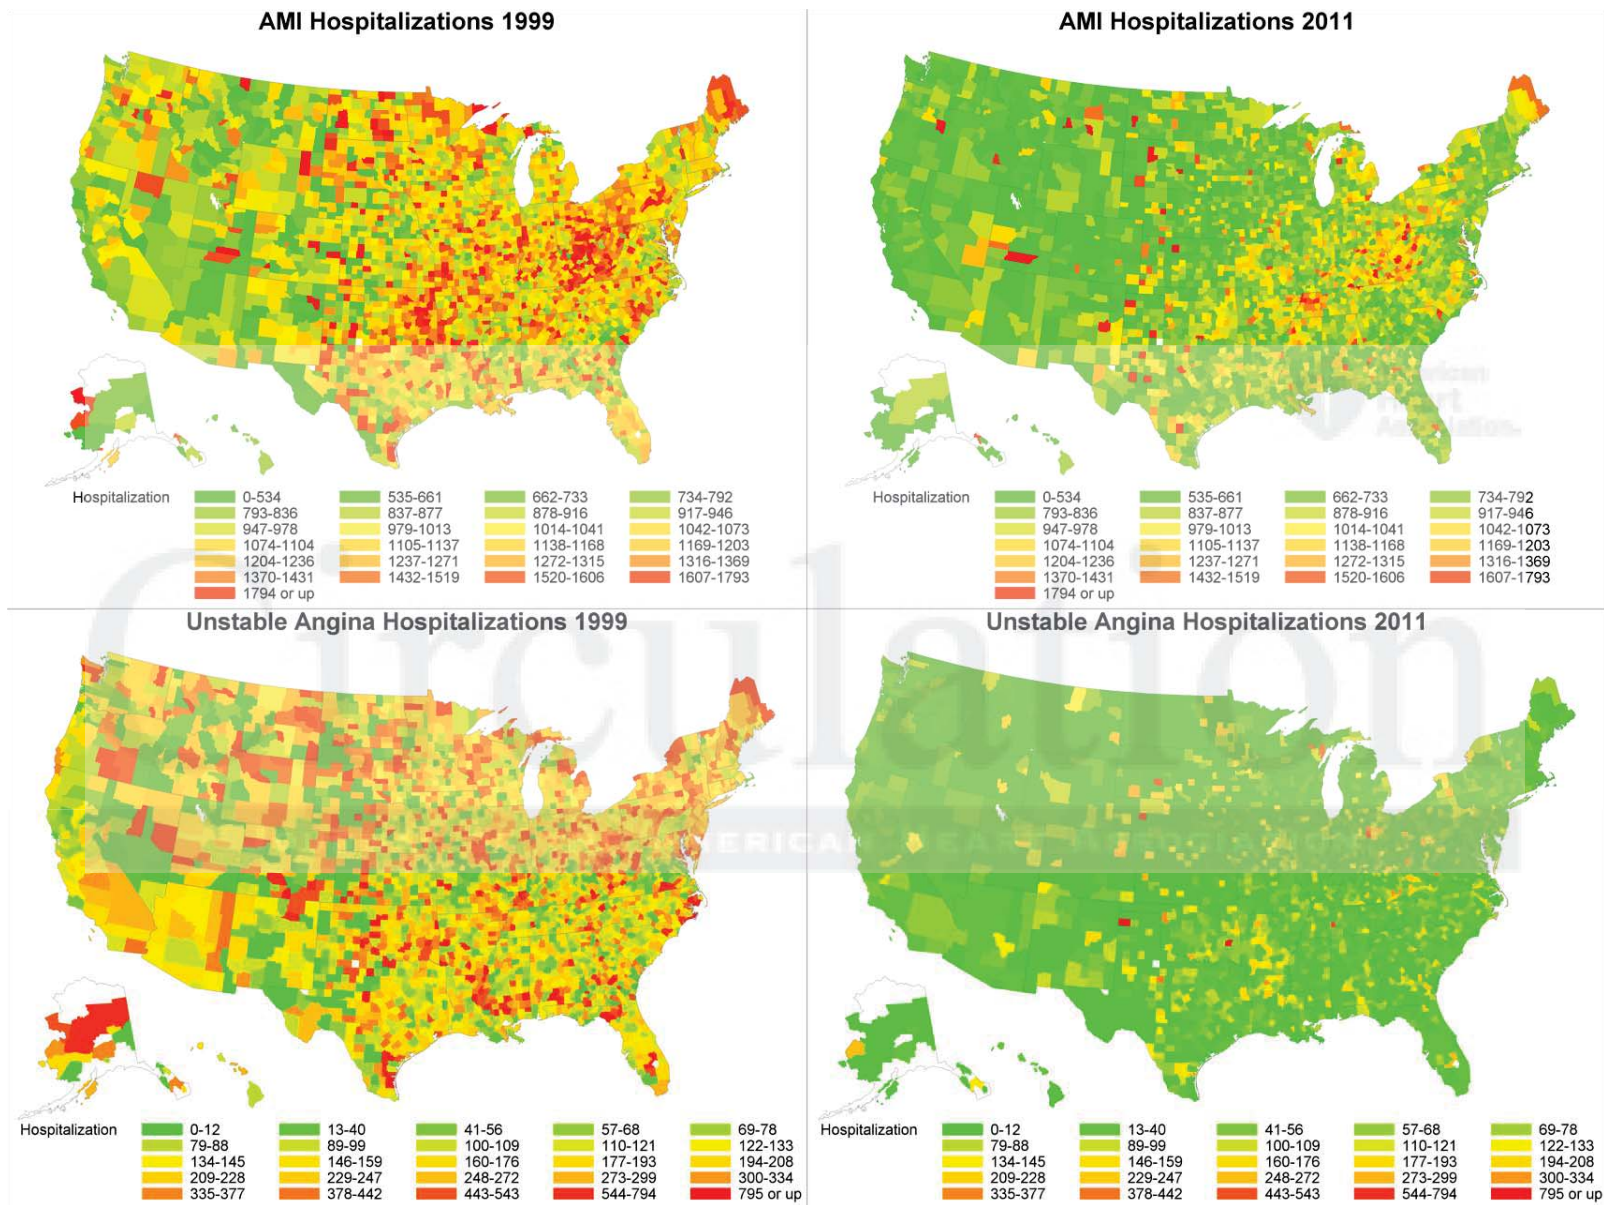 AMI Hospitalizations 1999
Hospitalization 0-534 535-661 662-733 734-792
793-836 837-877 878-916 917-946
947-978 979-1013 1014-1041 1042-1073
1074-1104 1105-1137 1138-1168 1169-1203
1204-1236 1237-1271 1272-1315 1316-1369
1370-1431 1432-1519 1520-1606 1607-1793
1794 or up
AMI Hospitalizations 2011
American
Heart
Association
Hospitalization 0-534 535-661 662-733 734-792
793-836 837-877 878-916 917-946
947-978 979-1013 1014-1041 1042-1073
1074-1104 1105-1137 1138-1168 1169-1203
1204-1236 1237-1271 1272-1315 1316-1369
1370-1431 1432-1519 1520-1606 1607-1793
1794 or up
Circulation
Unstable Angina Hospitalizations 1999
Hospitalization 0-12 13-40 41-56 57-68 69-78
79-88 89-99 100-109 110-121 122-133
134-145 146-159 160-176 177-193 194-208
209-228 229-247 248-272 273-299 300-334
335-377 378-442 443-543 544-794 795 or up
Unstable Angina Hospitalizations 2011
Hospitalization 0-12 13-40 41-56 57-68 69-78
79-88 89-99 100-109 110-121 122-133
134-145 146-159 160-176 177-193 194-208
209-228 229-247 248-272 273-299 300-334
335-377 378-442 443-543 544-794 795 or up